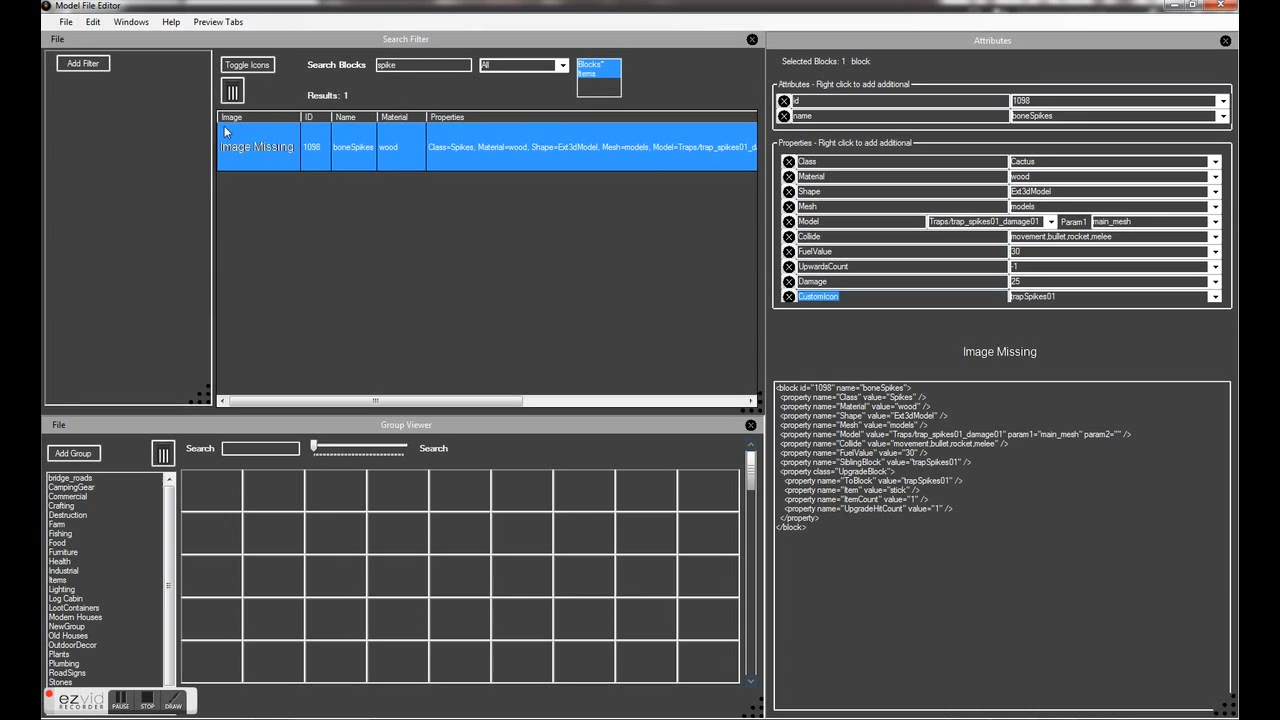 Model File Editor
File Edit Windows Help Preview Tabs
File Search Filter
Add Filter
Toggle Icons Search Blocks spike All Blocks"
Items
Results: 1
Image ID Name Material Properties
Image Missing 1098 boneSpikes wood Class=Spikes, Material=wood, Shape=Ext3dModel, Mesh=models, Model=Traps/trap_spikes01_d
File Group Viewer
Add Group Search Search
bridge_roads
CampingGear
Commercial
Crafting
Destruction
Farm
Fishing
Food
Furniture
Health
Industrial
Items
Lighting
Log Cabin
LootContainers
Modern Houses
NewGroup
Old Houses
OutdoorDecor
Plants
Plumbing
RoadSigns
Stones
ezvid
RECORDER
PAUSE STOP DRAW
Attributes
Selected Blocks: 1 block
Attributes - Right click to add additional
id 1098
name boneSpikes
Properties - Right click to add additional
Class Cactus
Material wood
Shape Ext3dModel
Mesh models
Model Traps/trap_spikes01_damage01 Param1 main_mesh
Collide movement,bullet,rocket,melee
FuelValue 30
UpwardsCount -1
Damage 25
CustomIcon trapSpikes01
Image Missing
<block id="1098" name="boneSpikes">
<property name="Class" value="Spikes" />
<property name="Material" value="wood" />
<property name="Shape" value="Ext3dModel" />
<property name="Mesh" value="models" />
<property name="Model" value="Traps/trap_spikes01_damage01" param1="main_mesh" param2="" />
<property name="Collide" value="movement,bullet,rocket,melee" />
<property name="FuelValue" value="30" />
<property name="SiblingBlock" value="trapSpikes01" />
<property class="UpgradeBlock">
<property name="ToBlock" value="trapSpikes01" />
<property name="Item" value="stick" />
<property name="ItemCount" value="1" />
<property name="UpgradeHitCount" value="1" />
</property>
</block>